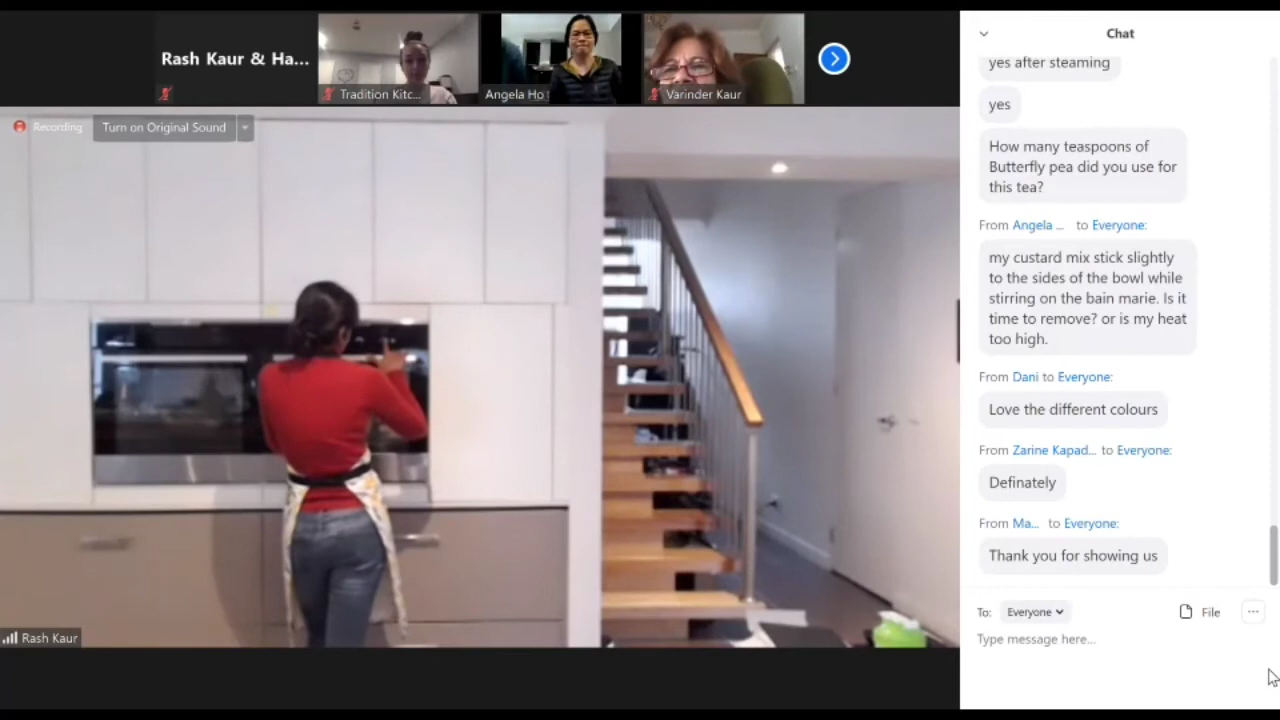 Rash Kaur & Ha...
Tradition Kitc...
Angela Ho
Varinder Kaur
Recording
Turn on Original Sound
Rash Kaur
Chat
yes after steaming
yes
How many teaspoons of
Butterfly pea did you use for
this tea?
From Angela ... to Everyone:
my custard mix stick slightly
to the sides of the bowl while
stirring on the bain marie. Is it
time to remove? or is my heat
too high.
From Dani to Everyone:
Love the different colours
From Zarine Kapad... to Everyone:
Definately
From Ma... to Everyone:
Thank you for showing us
To: Everyone
File
Type message here...